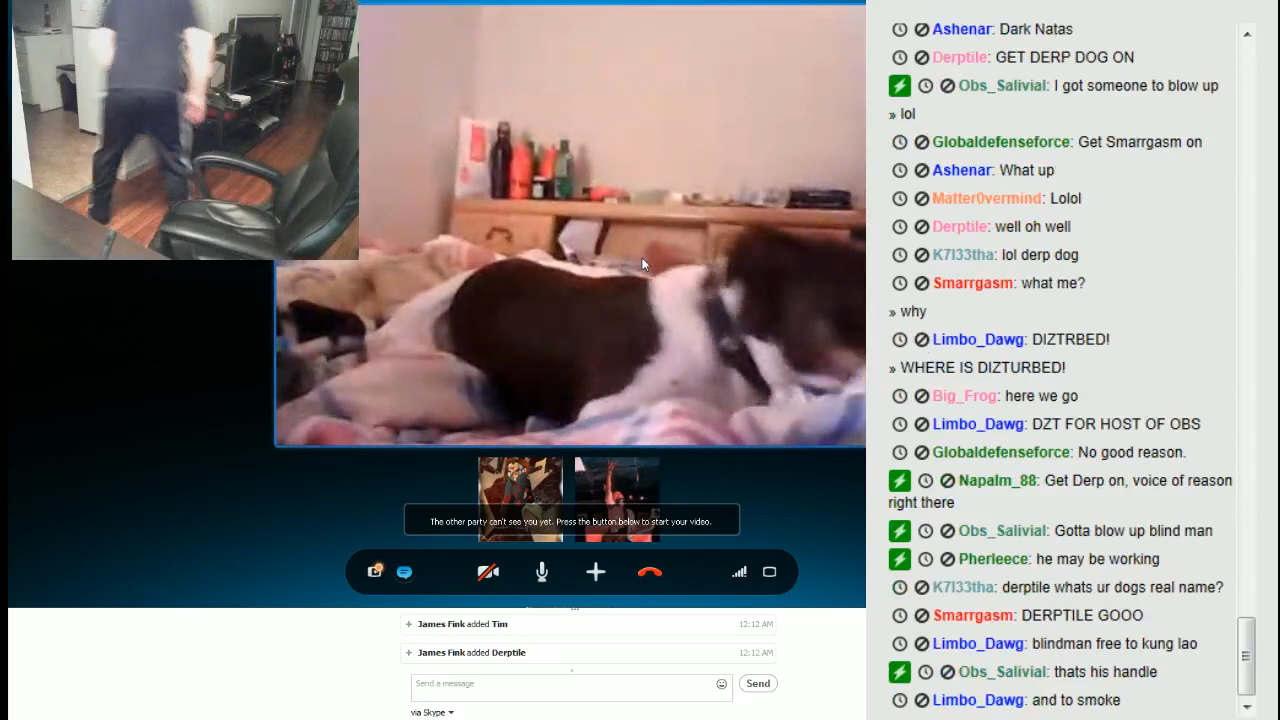 Ashenar: Dark Natas
Derptile: GET DERP DOG ON
Obs_Salivial: I got someone to blow up
» lol
Globaldefenseforce: Get Smarrgasm on
Ashenar: What up
Matter0vermind: Lolol
Derptile: well oh well
K7l33tha: lol derp dog
Smarrgasm: what me?
» why
Limbo_Dawg: DIZTRBED!
» WHERE IS DIZTURBED!
Big_Frog: here we go
Limbo_Dawg: DZT FOR HOST OF OBS
Globaldefenseforce: No good reason.
Napalm_88: Get Derp on, voice of reason
right there
Obs_Salivial: Gotta blow up blind man
Pherleece: he may be working
K7l33tha: derptile whats ur dogs real name?
Smarrgasm: DERPTILE GOOO
Limbo_Dawg: blindman free to kung lao
Obs_Salivial: thats his handle
Limbo_Dawg: and to smoke
The other party can't see you yet. Press the button below to start your video.
James Fink added Tim 12:12 AM
James Fink added Derptile 12:12 AM
Send a message
Send
via Skype